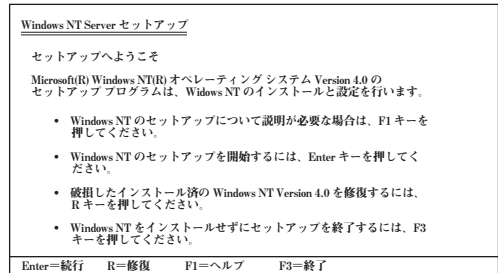 Windows NT Server セットアップ
セットアップへようこそ
Microsoft(R) Windows NT(R) オペレーティング システム Version 4.0 の
セットアップ プログラムは、Widows NT のインストールと設定を行います。
• Windows NT のセットアップについて説明が必要な場合は、F1 キーを
押してください。
• Windows NT のセットアップを開始するには、Enter キーを押してく
ださい。
• 破損したインストール済の Windows NT Version 4.0 を修復するには、
R キーを押してください。
• Windows NT をインストールせずにセットアップを終了するには、F3
キーを押してください。
Enter=続行 R=修復 F1=ヘルプ F3=終了